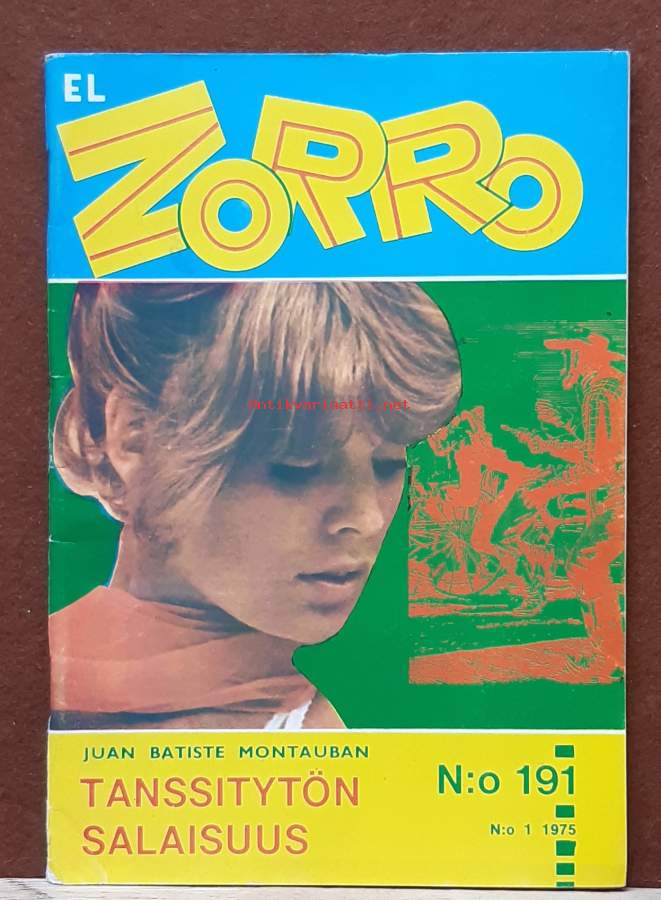 EL
ZORRO
Antikvariaatti.net
JUAN BATISTE MONTAUBAN
TANSSITYTÖN
SALAISUUS
N:o 191
N:o 1 1975